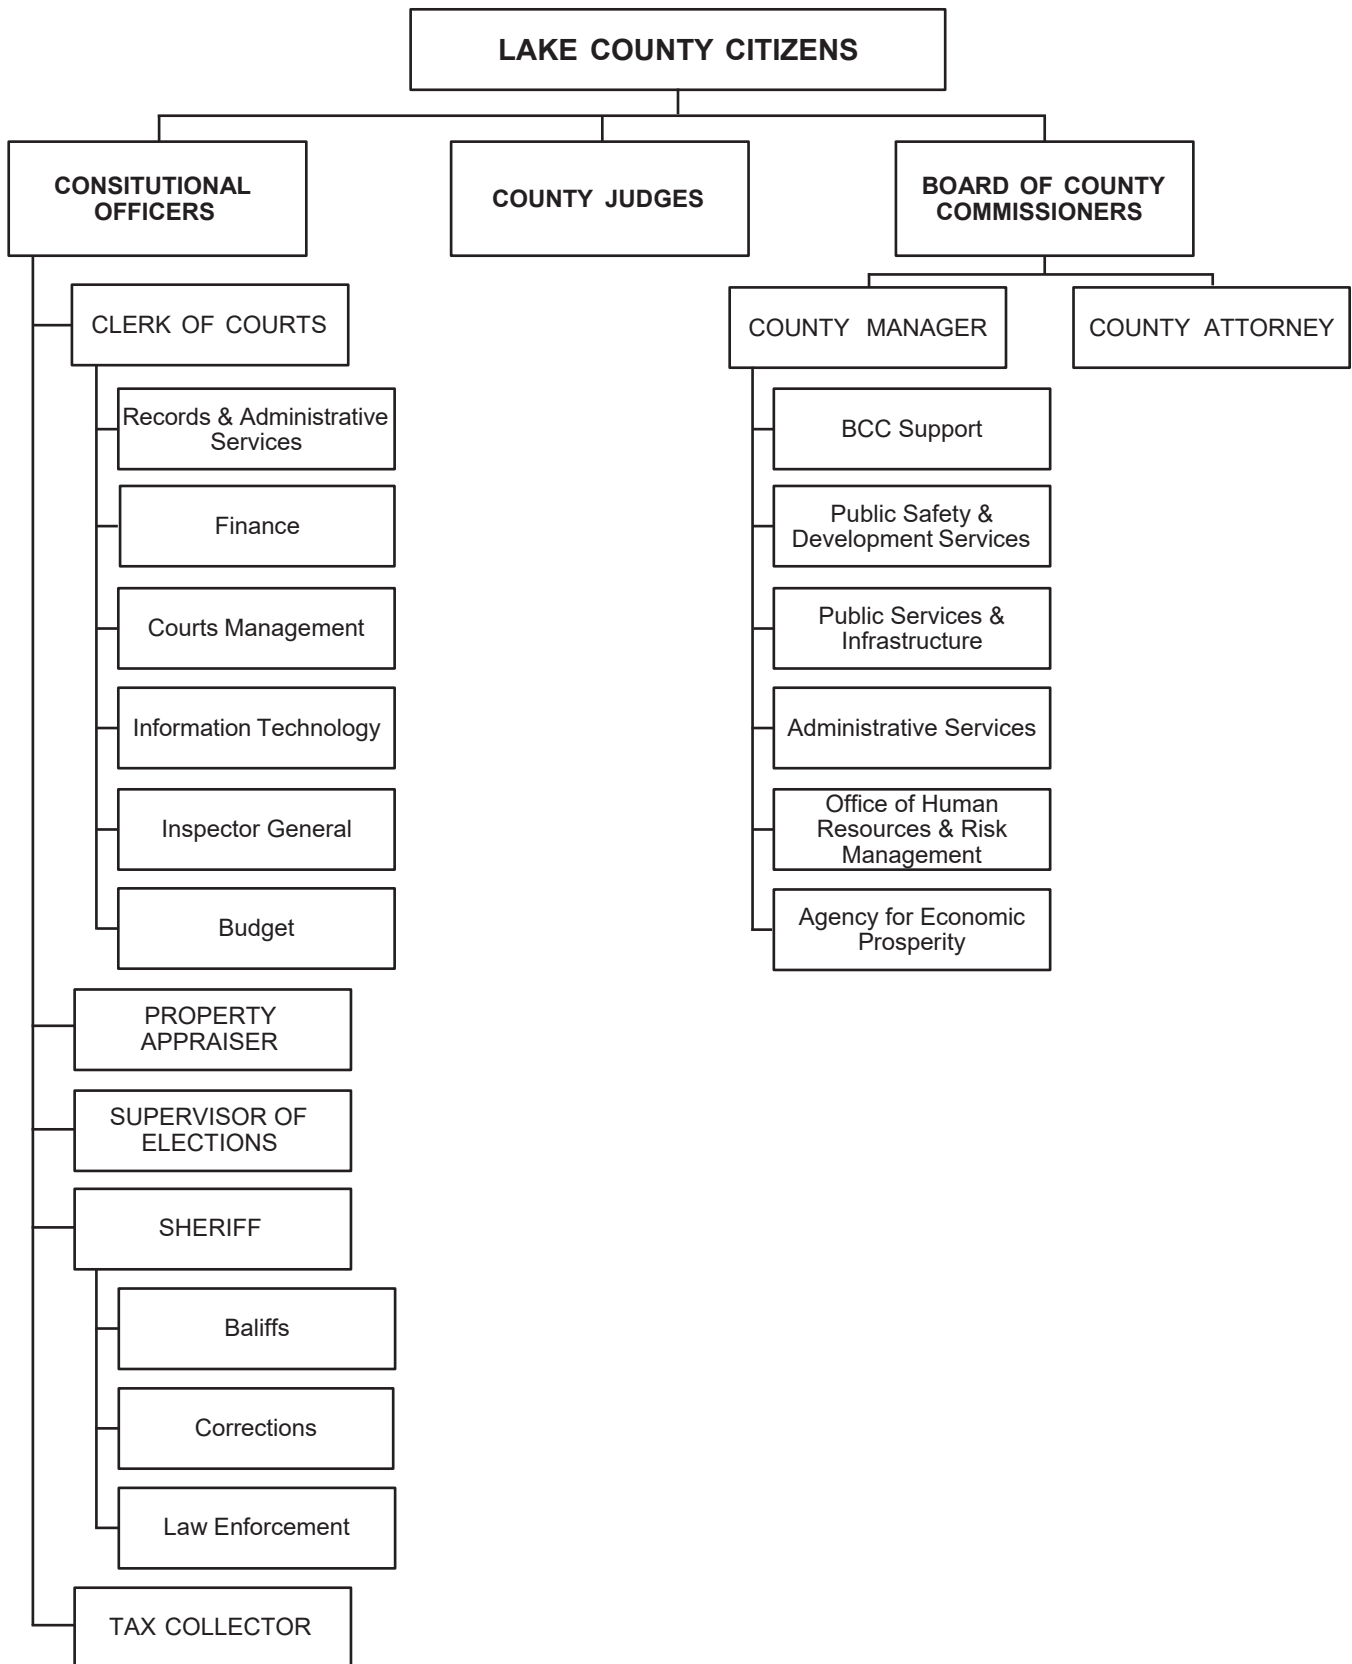 LAKE COUNTY CITIZENS
CONSITUTIONAL
OFFICERS
COUNTY JUDGES
BOARD OF COUNTY
COMMISSIONERS
CLERK OF COURTS
Records & Administrative
Services
Finance
Courts Management
Information Technology
Inspector General
Budget
PROPERTY
APPRAISER
SUPERVISOR OF
ELECTIONS
SHERIFF
Baliffs
Corrections
Law Enforcement
TAX COLLECTOR
COUNTY MANAGER
BCC Support
Public Safety &
Development Services
Public Services &
Infrastructure
Administrative Services
Office of Human
Resources & Risk
Management
Agency for Economic
Prosperity
COUNTY ATTORNEY